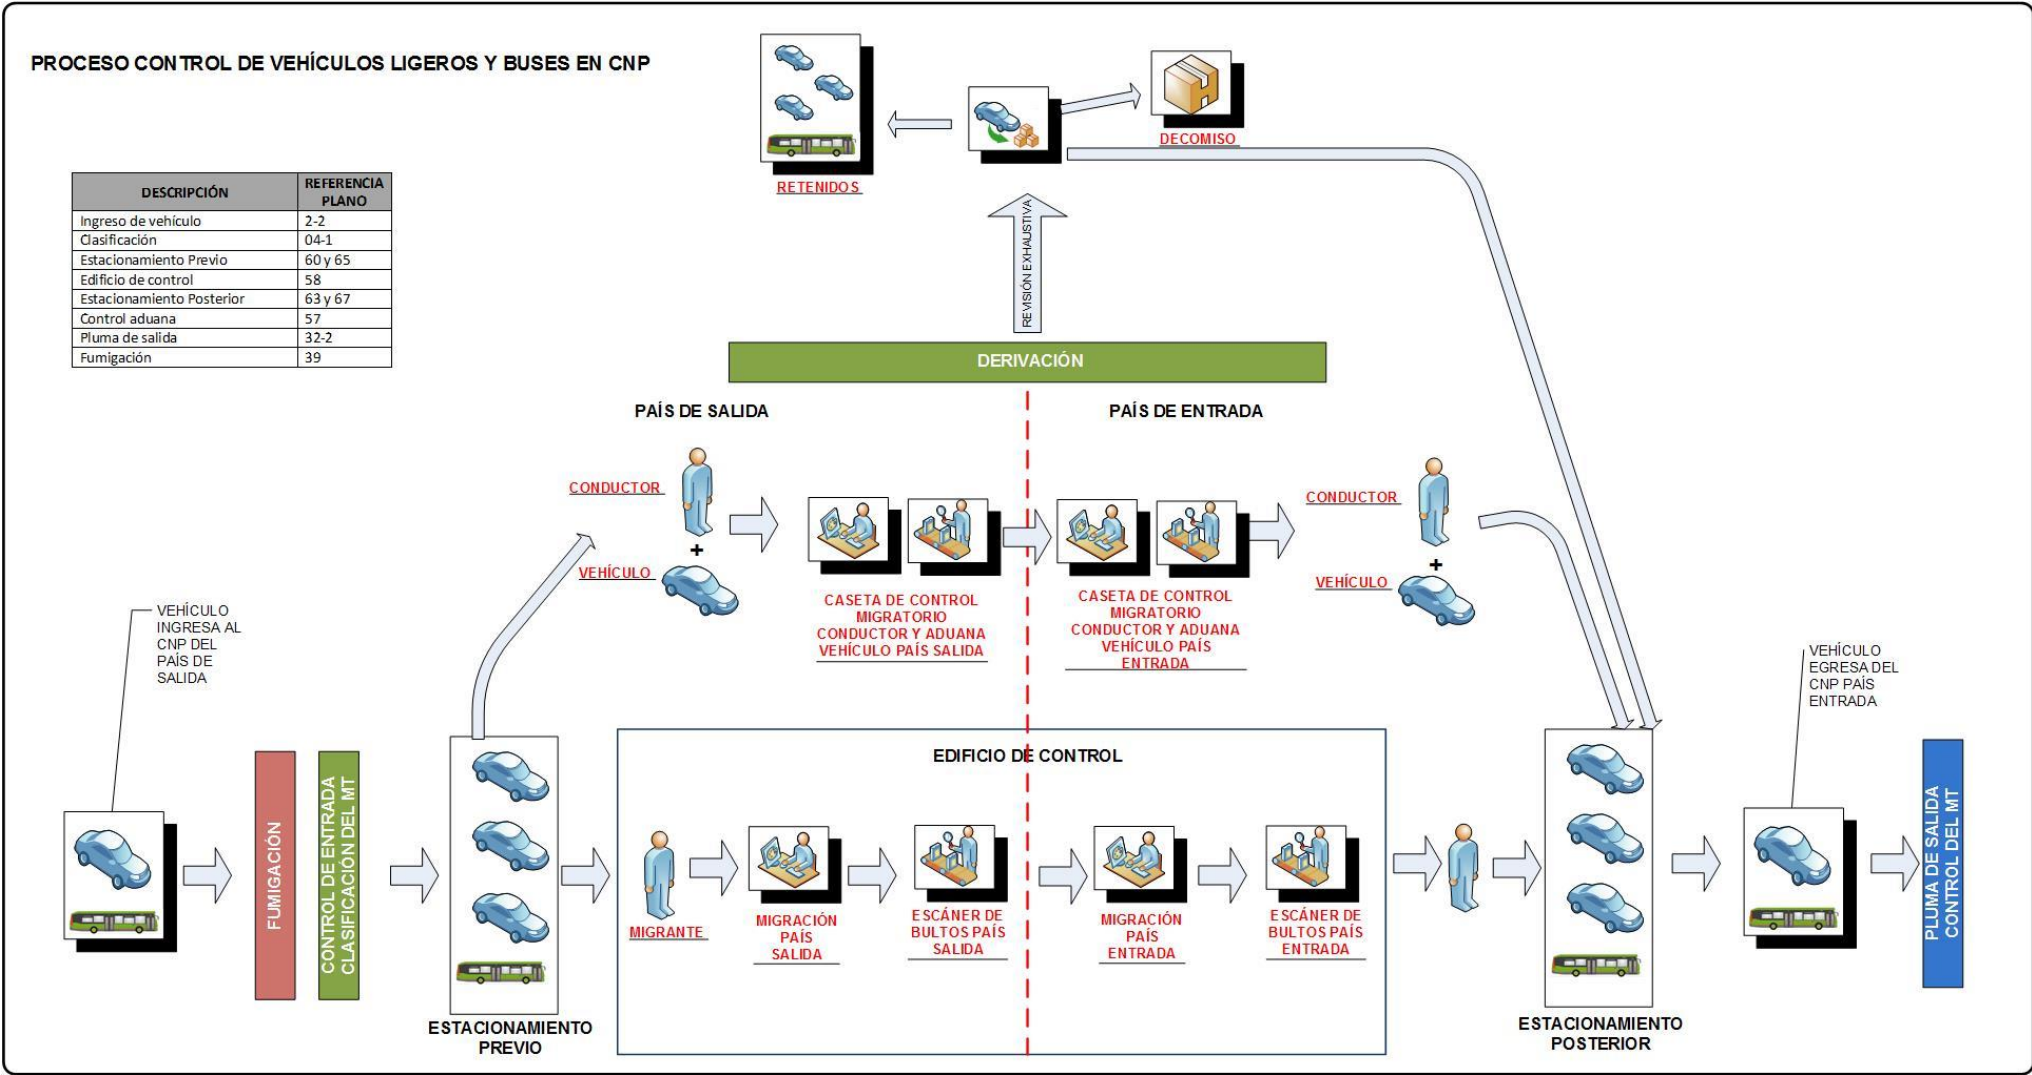 PROCESO CONTROL DE VEHÍCULOS LIGEROS Y BUSES EN CNP
DESCRIPCIÓN REFERENCIA PLANO
Ingreso de vehículo 2-2
Clasificación 04-1
Estacionamiento Previo 60 y 65
Edificio de control 58
Estacionamiento Posterior 63 y 67
Control aduana 57
Pluma de salida 32-2
Fumigación 39
RETENIDOS
DECOMISO
REVISIÓN EXHAUSTIVA
DERIVACIÓN
PAÍS DE SALIDA
PAÍS DE ENTRADA
CONDUCTOR
+
VEHÍCULO
CASETA DE CONTROL
MIGRATORIO
CONDUCTOR Y ADUANA
VEHÍCULO PAÍS SALIDA
CASETA DE CONTROL
MIGRATORIO
CONDUCTOR Y ADUANA
VEHÍCULO PAÍS
ENTRADA
CONDUCTOR
+
VEHÍCULO
VEHÍCULO
INGRESA AL
CNP DEL
PAÍS DE
SALIDA
FUMIGACIÓN
CONTROL DE ENTRADA
CLASIFICACIÓN DEL MT
ESTACIONAMIENTO
PREVIO
EDIFICIO DE CONTROL
MIGRANTE
MIGRACIÓN
PAÍS
SALIDA
ESCÁNER DE
BULTOS PAÍS
SALIDA
MIGRACIÓN
PAÍS
ENTRADA
ESCÁNER DE
BULTOS PAÍS
ENTRADA
ESTACIONAMIENTO
POSTERIOR
VEHÍCULO
EGRESA DEL
CNP PAÍS
ENTRADA
PLUMA DE SALIDA
CONTROL DEL MT